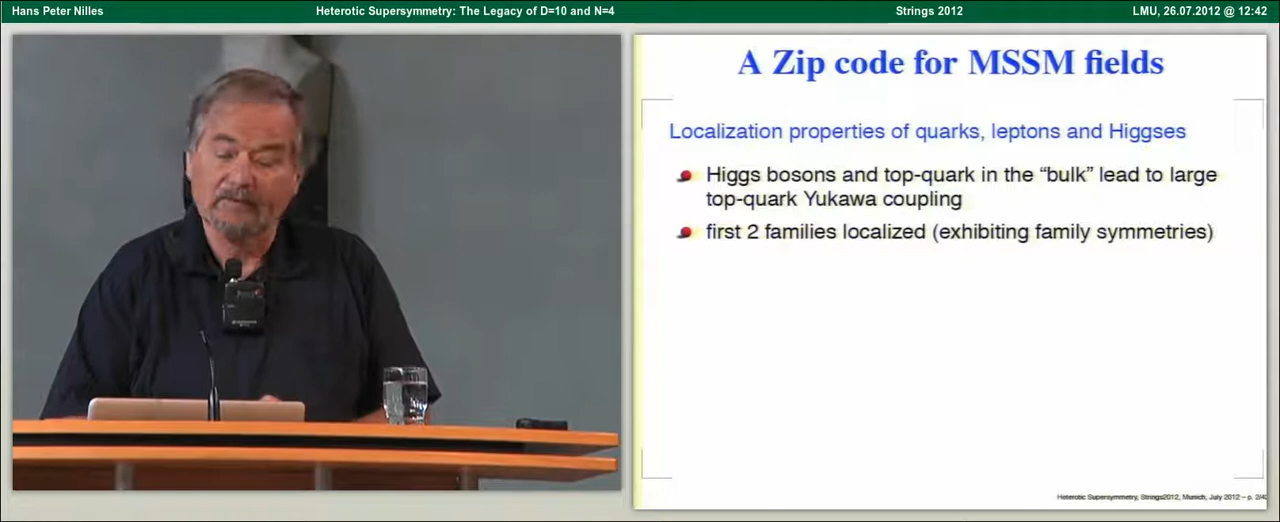 Hans Peter Nilles Heterotic Supersymmetry: The Legacy of D=10 and N=4 Strings 2012 LMU, 26.07.2012 @ 12:42
A Zip code for MSSM fields
Localization properties of quarks, leptons and Higgses
Higgs bosons and top-quark in the “bulk” lead to large
top-quark Yukawa coupling
first 2 families localized (exhibiting family symmetries)
Heterotic Supersymmetry, Strings2012, Munich, July 2012 – p.